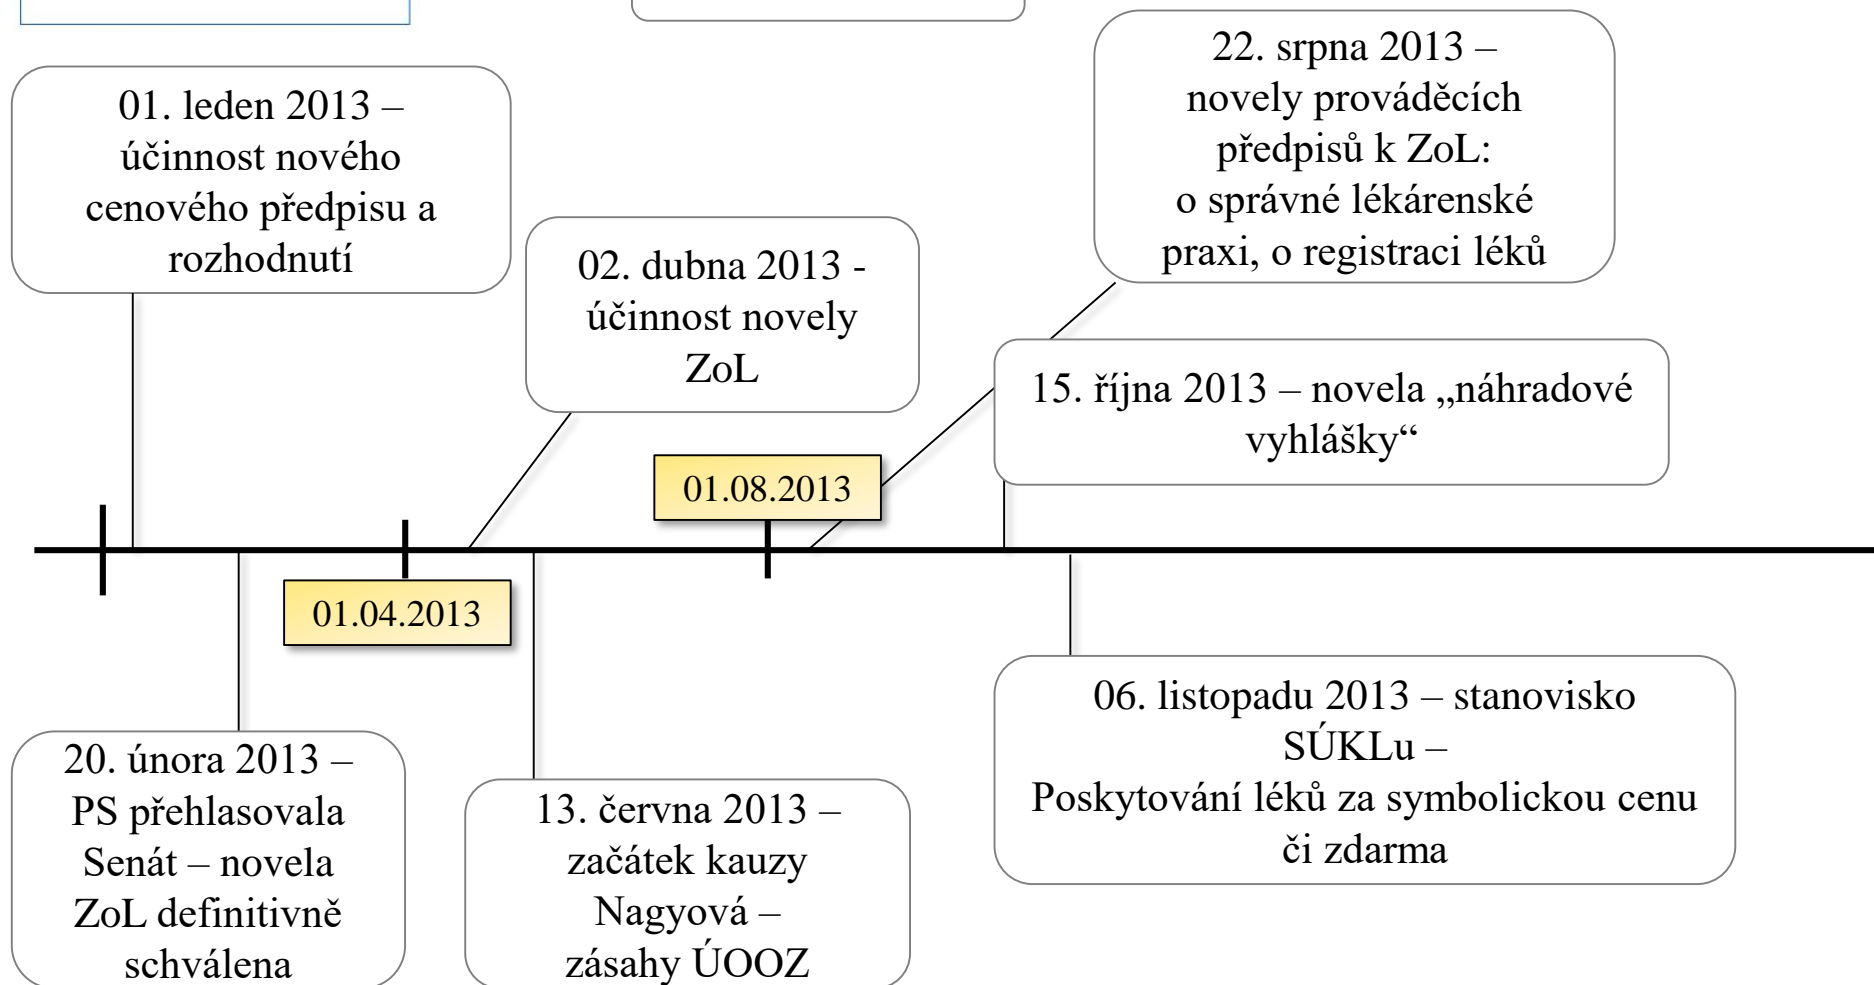 01. leden 2013 –
účinnost nového
cenového předpisu a
rozhodnutí
02. dubna 2013 -
účinnost novely
ZoL
22. srpna 2013 –
novely prováděcích
předpisů k ZoL:
o správné lékárenské
praxi, o registraci léků
15. října 2013 – novela „náhradové
vyhlášky“
01.08.2013
01.04.2013
20. února 2013 –
PS přehlasovala
Senát – novela
ZoL definitivně
schválena
13. června 2013 –
začátek kauzy
Nagyová –
zásahy ÚOOZ
06. listopadu 2013 – stanovisko
SÚKLu –
Poskytování léků za symbolickou cenu
či zdarma